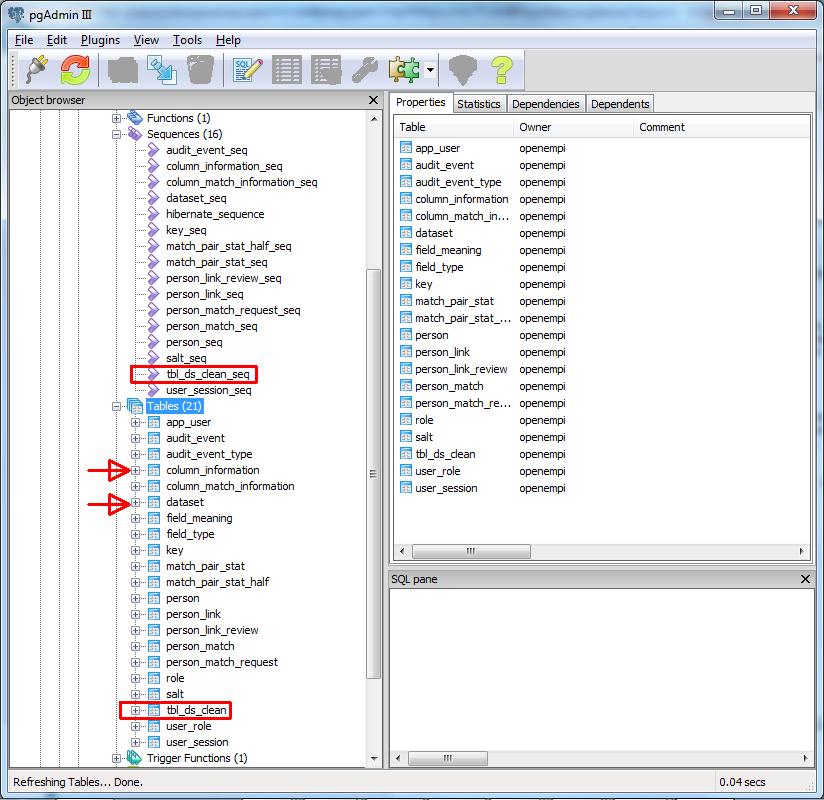 pgAdmin III
File Edit Plugins View Tools Help
SQL
Object browser
Functions (1)
Sequences (16)
audit_event_seq
column_information_seq
column_match_information_seq
dataset_seq
hibernate_sequence
key_seq
match_pair_stat_half_seq
match_pair_stat_seq
person_link_review_seq
person_link_seq
person_match_request_seq
person_match_seq
person_seq
salt_seq
tbl_ds_clean_seq
user_session_seq
Tables (21)
app_user
audit_event
audit_event_type
column_information
column_match_information
dataset
field_meaning
field_type
key
match_pair_stat
match_pair_stat_half
person
person_link
person_link_review
person_match
person_match_request
role
salt
tbl_ds_clean
user_role
user_session
Trigger Functions (1)
Properties Statistics Dependencies Dependents
Table Owner Comment
app_user openempi
audit_event openempi
audit_event_type openempi
column_information openempi
column_match_in... openempi
dataset openempi
field_meaning openempi
field_type openempi
key openempi
match_pair_stat openempi
match_pair_stat_... openempi
person openempi
person_link openempi
person_link_review openempi
person_match openempi
person_match_re... openempi
role openempi
salt openempi
tbl_ds_clean openempi
user_role openempi
user_session openempi
SQL pane
Refreshing Tables... Done. 0.04 secs